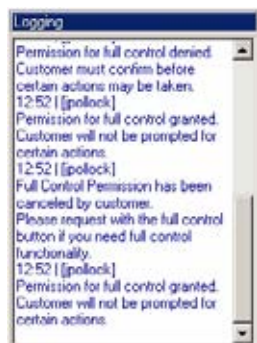 Logging
Permission for full control denied.
Customer must confirm before
certain actions may be taken.
12:52 | [jpollock]
Permission for full control granted.
Customer will not be prompted for
certain actions.
12:52 | [jpollock]
Full Control Permission has been
canceled by customer.
Please request with the full control
button if you need full control
functionality.
12:52 | [jpollock]
Permission for full control granted.
Customer will not be prompted for
certain actions.